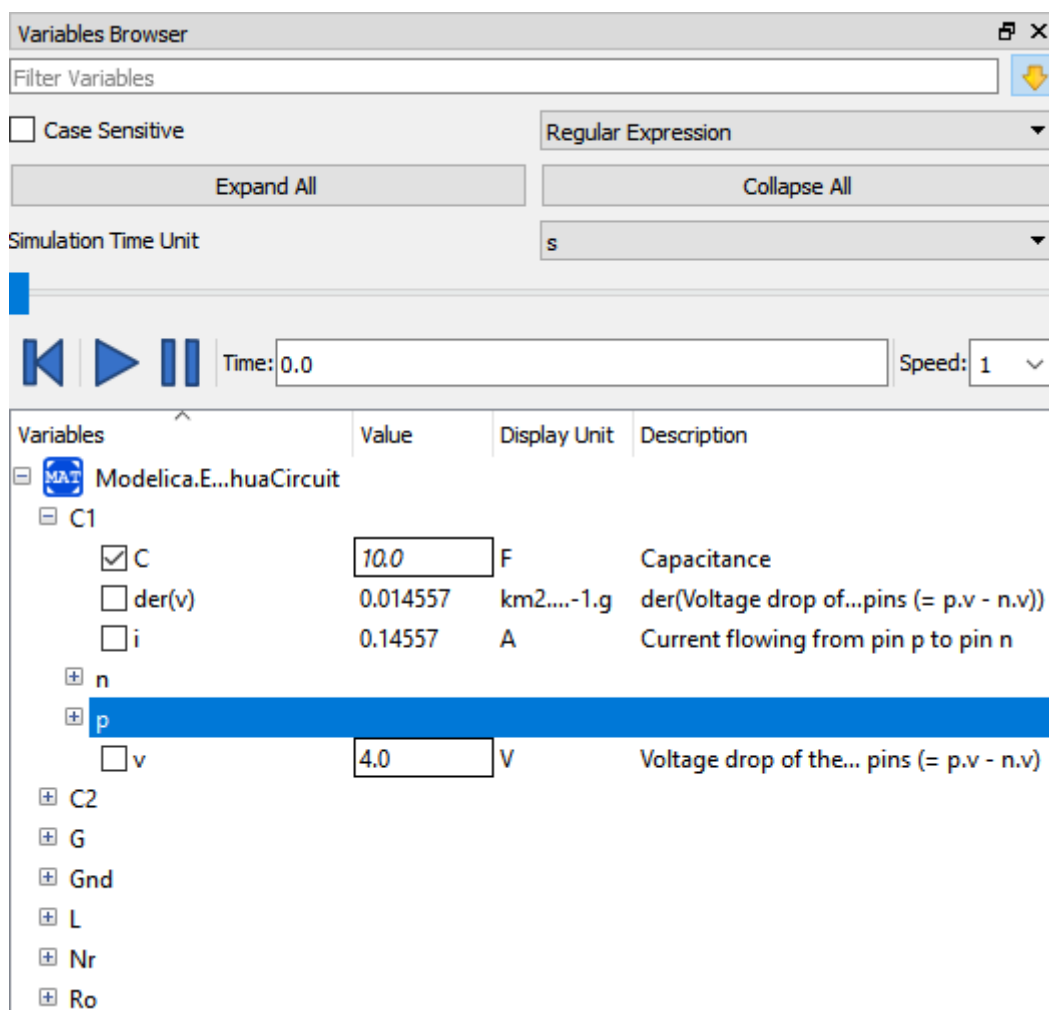 Variables Browser
Filter Variables
Case Sensitive Regular Expression
Expand All Collapse All
Simulation Time Unit s
Time: 0.0 Speed: 1
Variables Value Display Unit Description
MAT Modelica.E...huaCircuit
C1
C 10.0 F Capacitance
der(v) 0.014557 km2....-1.g der(Voltage drop of...pins (= p.v - n.v))
i 0.14557 A Current flowing from pin p to pin n
n
p
v 4.0 V Voltage drop of the... pins (= p.v - n.v)
C2
G
Gnd
L
Nr
Ro